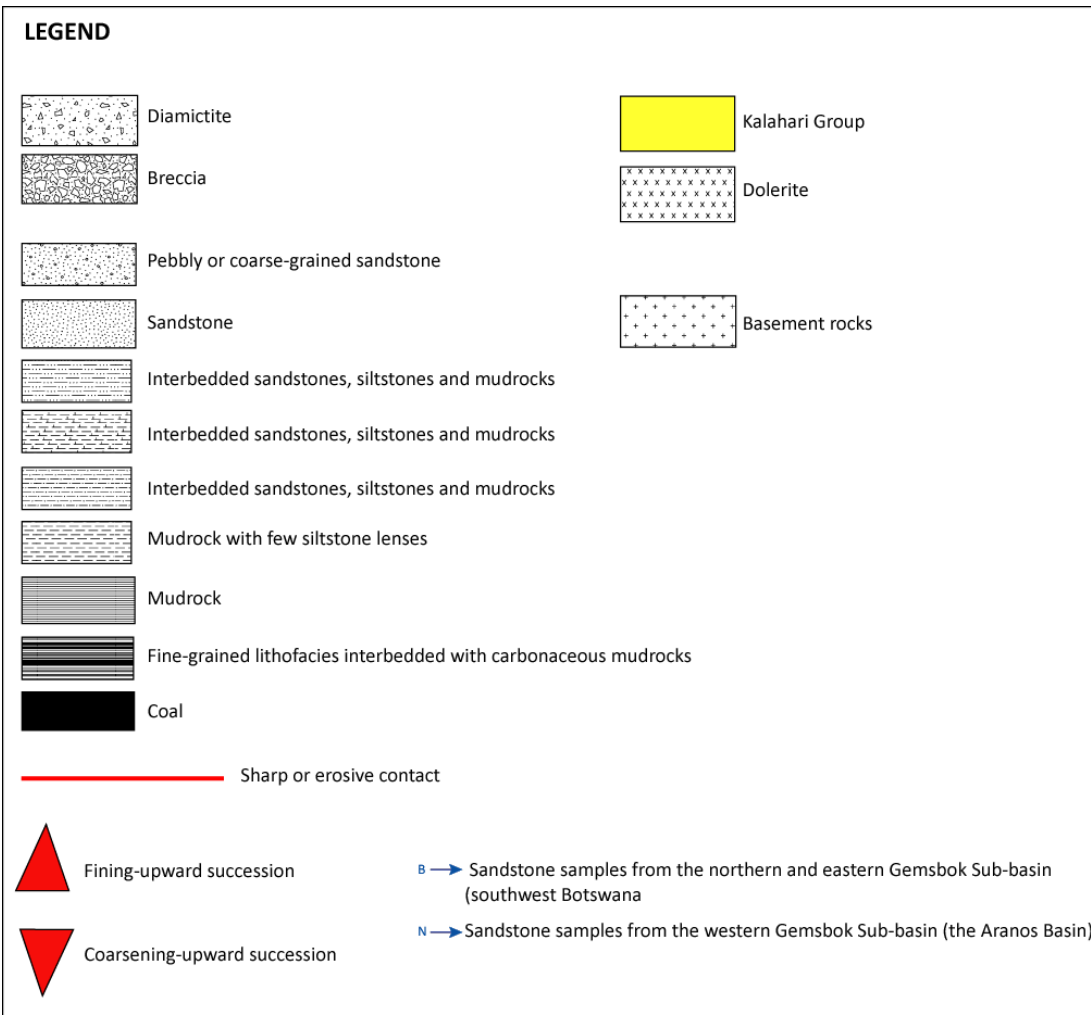 LEGEND
Diamictite
Breccia
Pebbly or coarse-grained sandstone
Sandstone
Interbedded sandstones, siltstones and mudrocks
Interbedded sandstones, siltstones and mudrocks
Interbedded sandstones, siltstones and mudrocks
Mudrock with few siltstone lenses
Mudrock
Fine-grained lithofacies interbedded with carbonaceous mudrocks
Coal
Kalahari Group
Dolerite
Basement rocks
Sharp or erosive contact
Fining-upward succession
Coarsening-upward succession
B Sandstone samples from the northern and eastern Gemsbok Sub-basin
(southwest Botswana
N Sandstone samples from the western Gemsbok Sub-basin (the Aranos Basin)